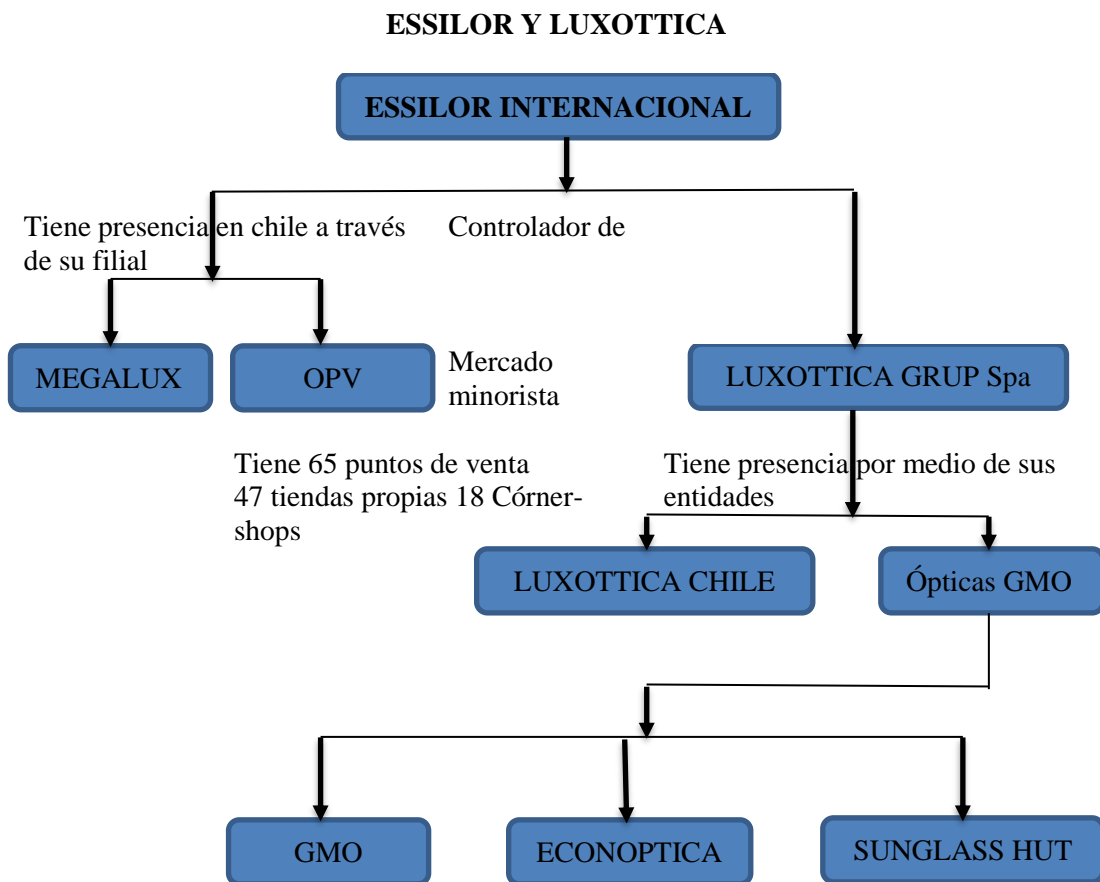 ESSILOR Y LUXOTTICA
ESSILOR INTERNACIONAL
Tiene presencia en chile a través
de su filial
Controlador de
MEGALUX
OPV
Mercado
minorista
LUXOTTICA GRUP Spa
Tiene 65 puntos de venta
47 tiendas propias 18 Córner-
shops
Tiene presencia por medio de sus
entidades
LUXOTTICA CHILE
Ópticas GMO
GMO
ECONOPTICA
SUNGLASS HUT